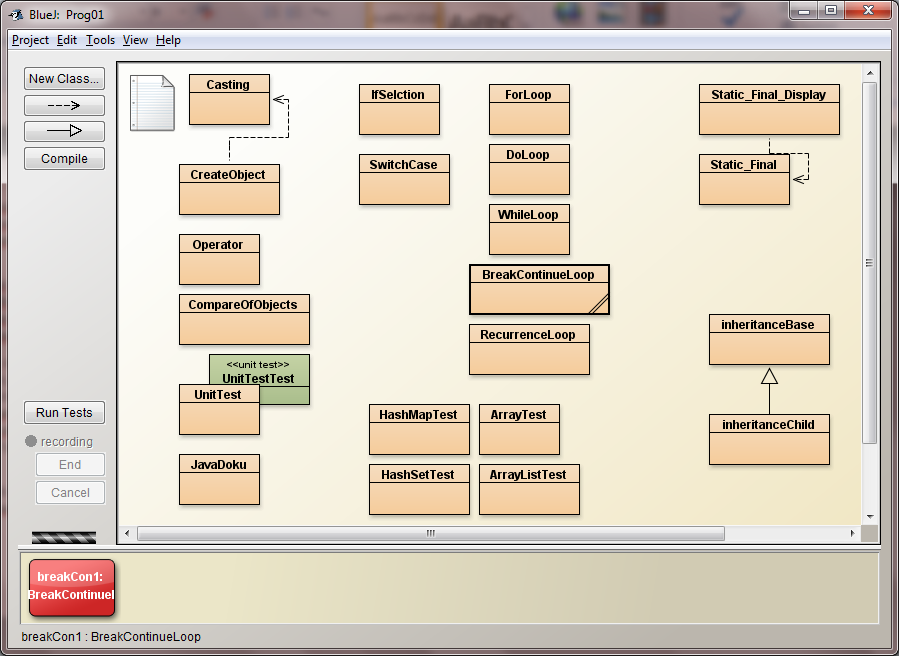 BlueJ: Prog01
Project Edit Tools View Help
New Class...
Compile
Run Tests
recording
End
Cancel
Casting
CreateObject
Operator
CompareOfObjects
<<unit test>>
UnitTestTest
UnitTest
JavaDoku
IfSelction
SwitchCase
ForLoop
DoLoop
WhileLoop
BreakContinueLoop
RecurrenceLoop
HashMapTest
ArrayTest
HashSetTest
ArrayListTest
Static_Final_Display
Static_Final
inheritanceBase
inheritanceChild
breakCon1:
BreakContinuel
breakCon1 : BreakContinueLoop